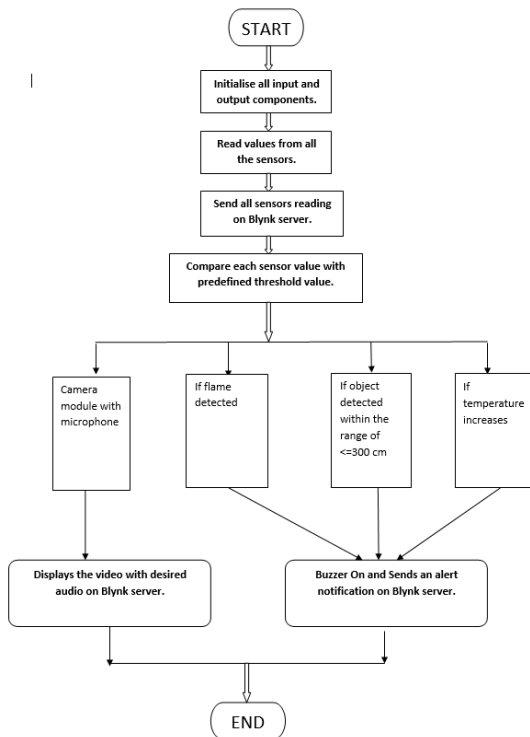 START
Initialise all input and
output components.
Read values from all
the sensors.
Send all sensors reading
on Blynk server.
Compare each sensor value with
predefined threshold value.
Camera
module with
microphone
If flame
detected
If object
detected
within the
range of
<=300 cm
If
temperature
increases
Displays the video with desired
audio on Blynk server.
Buzzer On and Sends an alert
notification on Blynk server.
END